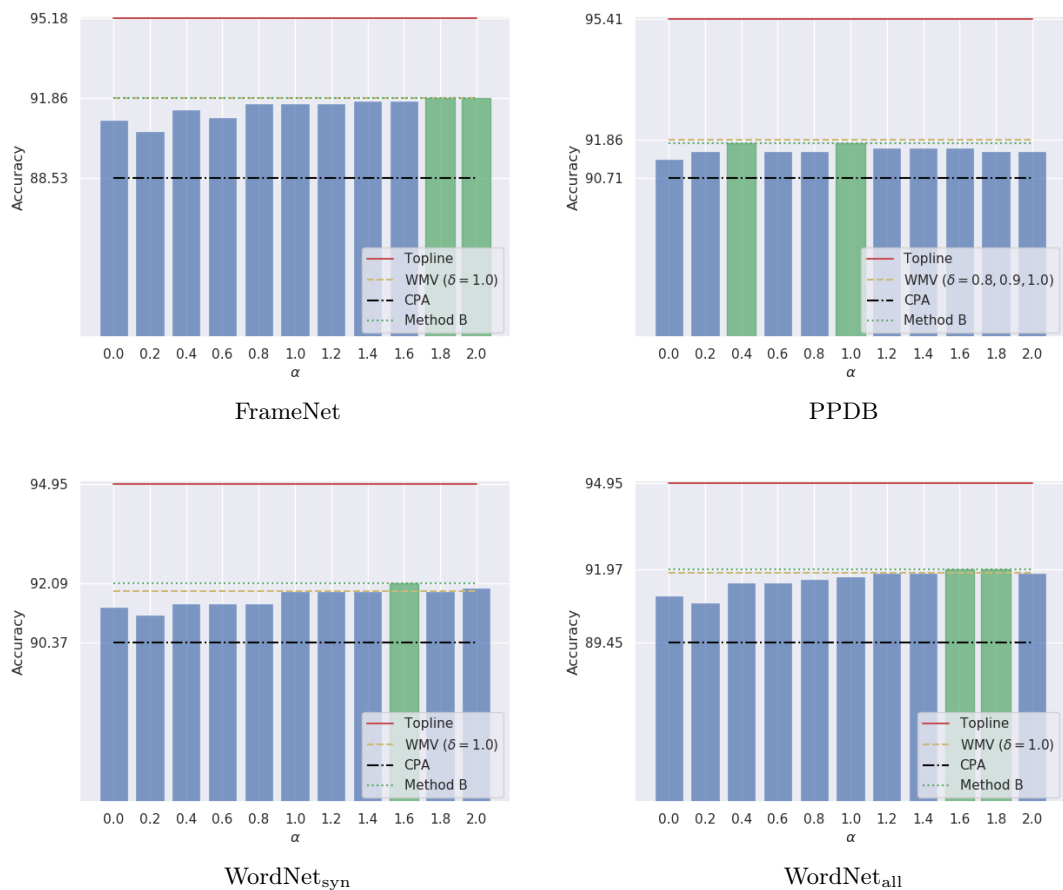 95.18
91.86
88.53
Accuracy
Topline
WMV (δ = 1.0)
CPA
Method B
0.0 0.2 0.4 0.6 0.8 1.0 1.2 1.4 1.6 1.8 2.0
α
FrameNet
95.41
91.86
90.71
Accuracy
Topline
WMV (δ = 0.8, 0.9, 1.0)
CPA
Method B
0.0 0.2 0.4 0.6 0.8 1.0 1.2 1.4 1.6 1.8 2.0
α
PPDB
94.95
92.09
90.37
Accuracy
Topline
WMV (δ = 1.0)
CPA
Method B
0.0 0.2 0.4 0.6 0.8 1.0 1.2 1.4 1.6 1.8 2.0
α
WordNet_syn
94.95
91.97
89.45
Accuracy
Topline
WMV (δ = 1.0)
CPA
Method B
0.0 0.2 0.4 0.6 0.8 1.0 1.2 1.4 1.6 1.8 2.0
α
WordNet_all